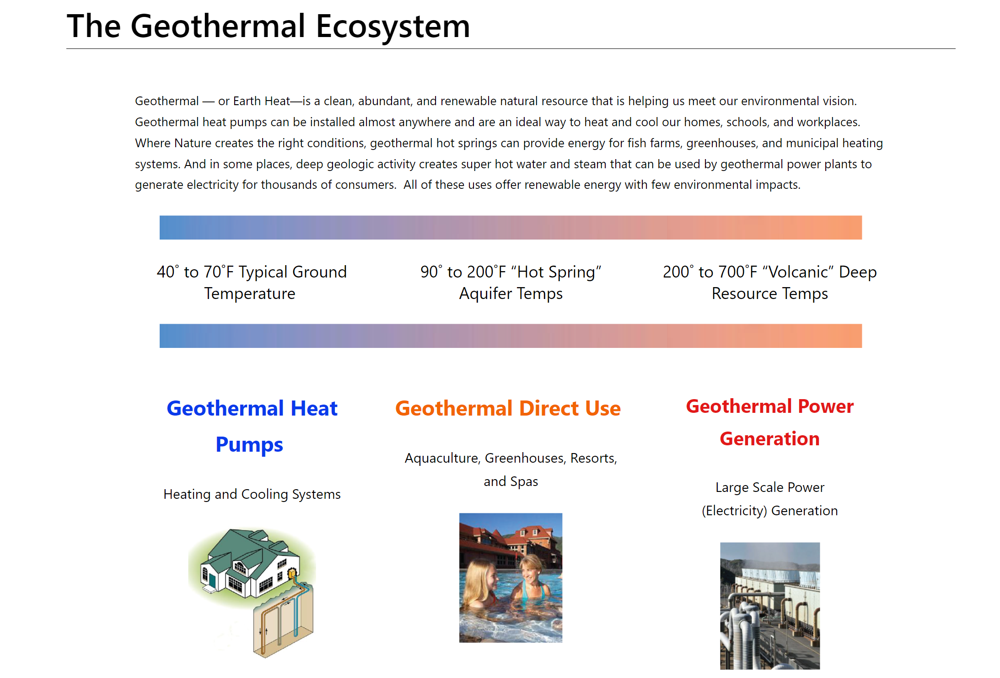 The Geothermal Ecosystem
Geothermal — or Earth Heat—is a clean, abundant, and renewable natural resource that is helping us meet our environmental vision.
Geothermal heat pumps can be installed almost anywhere and are an ideal way to heat and cool our homes, schools, and workplaces.
Where Nature creates the right conditions, geothermal hot springs can provide energy for fish farms, greenhouses, and municipal heating
systems. And in some places, deep geologic activity creates super hot water and steam that can be used by geothermal power plants to
generate electricity for thousands of consumers.  All of these uses offer renewable energy with few environmental impacts.
40˚ to 70˚F Typical Ground
Temperature
90˚ to 200˚F “Hot Spring”
Aquifer Temps
200˚ to 700˚F “Volcanic” Deep
Resource Temps
Geothermal Heat
Pumps
Heating and Cooling Systems
Geothermal Direct Use
Aquaculture, Greenhouses, Resorts,
and Spas
Geothermal Power
Generation
Large Scale Power
(Electricity) Generation